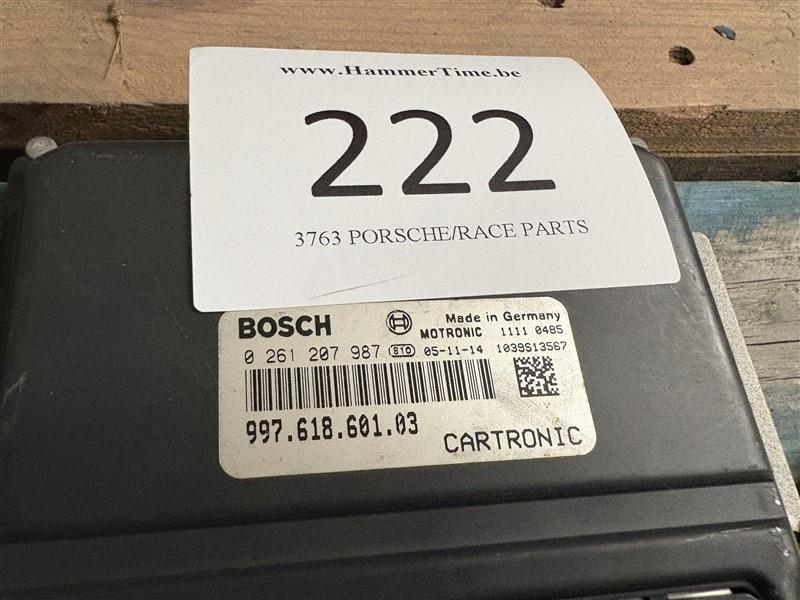 www.HammerTime.be
222
3763 PORSCHE/RACE PARTS
BOSCH Made in Germany
MOTRONIC 1111 0485
0 261 207 987 810 05-11-14 1039S13567
997.618.601.03
CARTRONIC